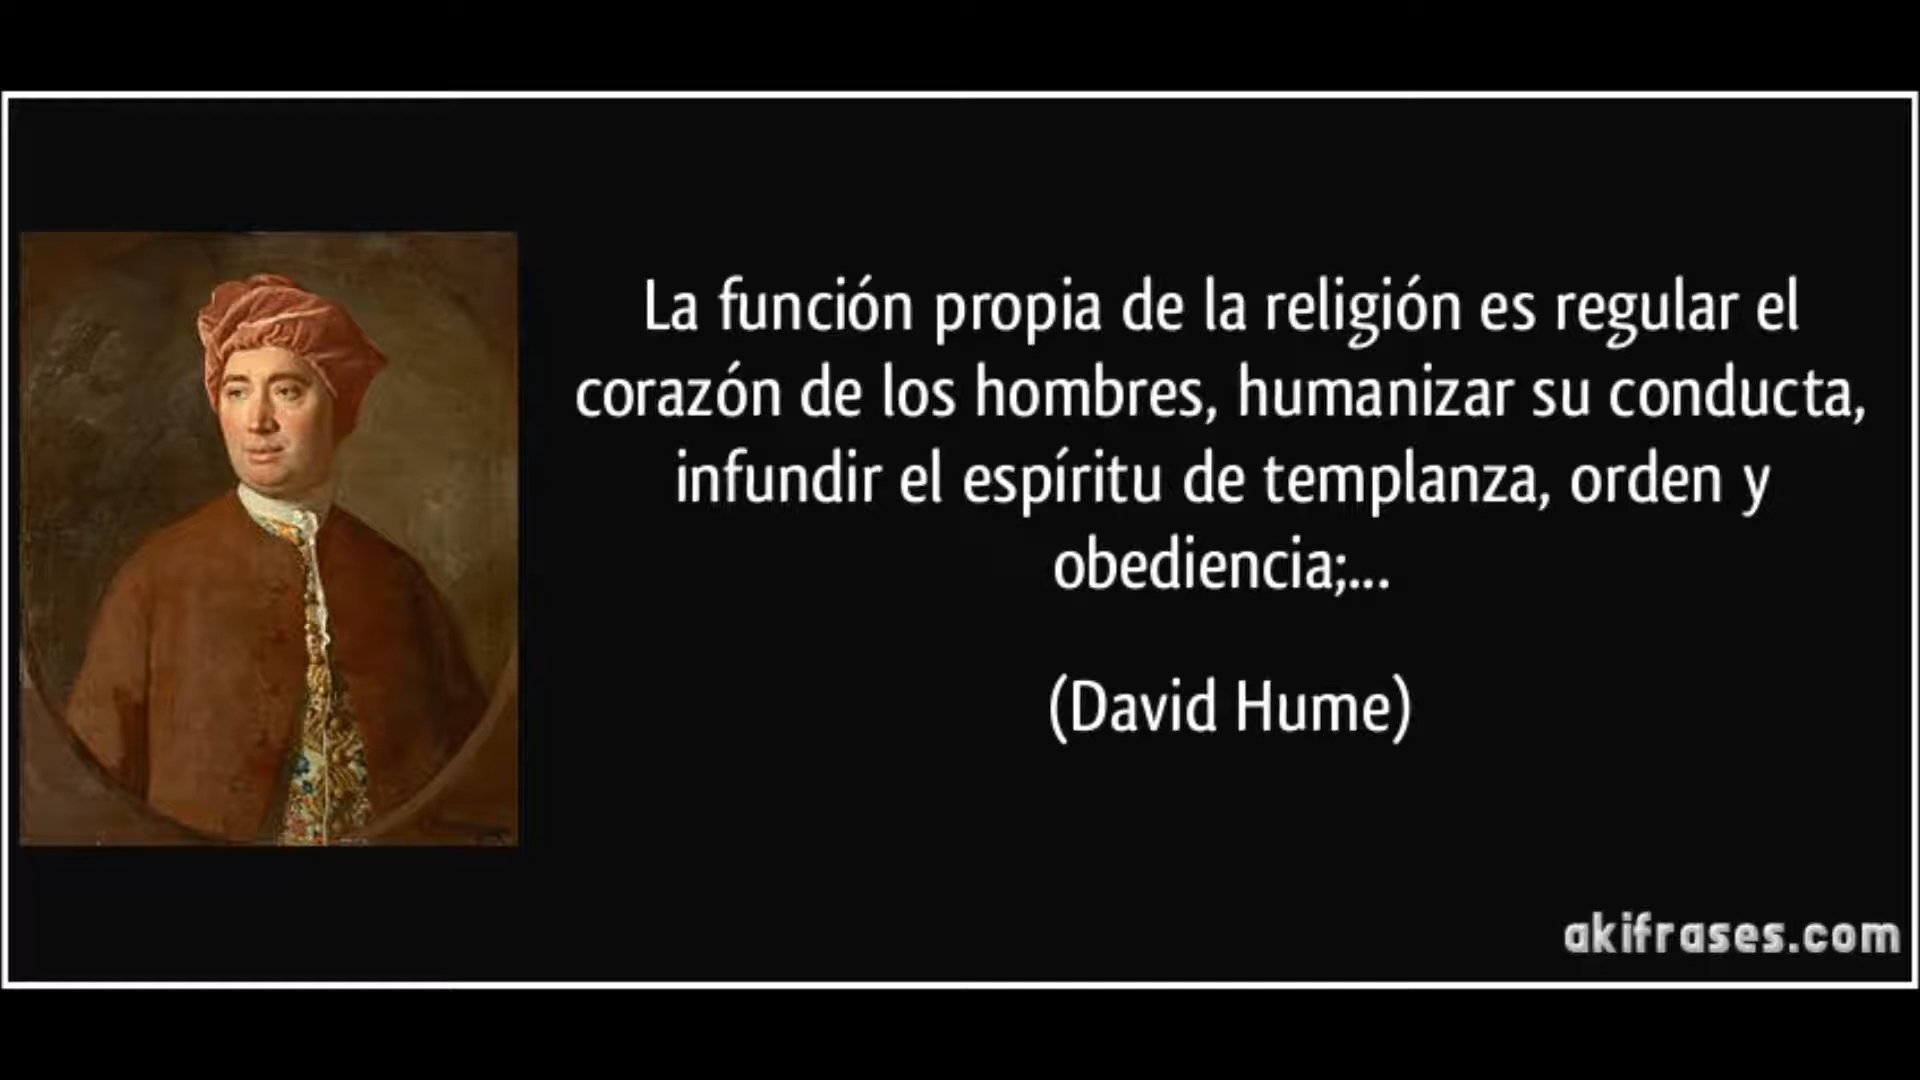 La función propia de la religión es regular el
corazón de los hombres, humanizar su conducta,
infundir el espíritu de templanza, orden y
obediencia;...
(David Hume)
akifrases.com